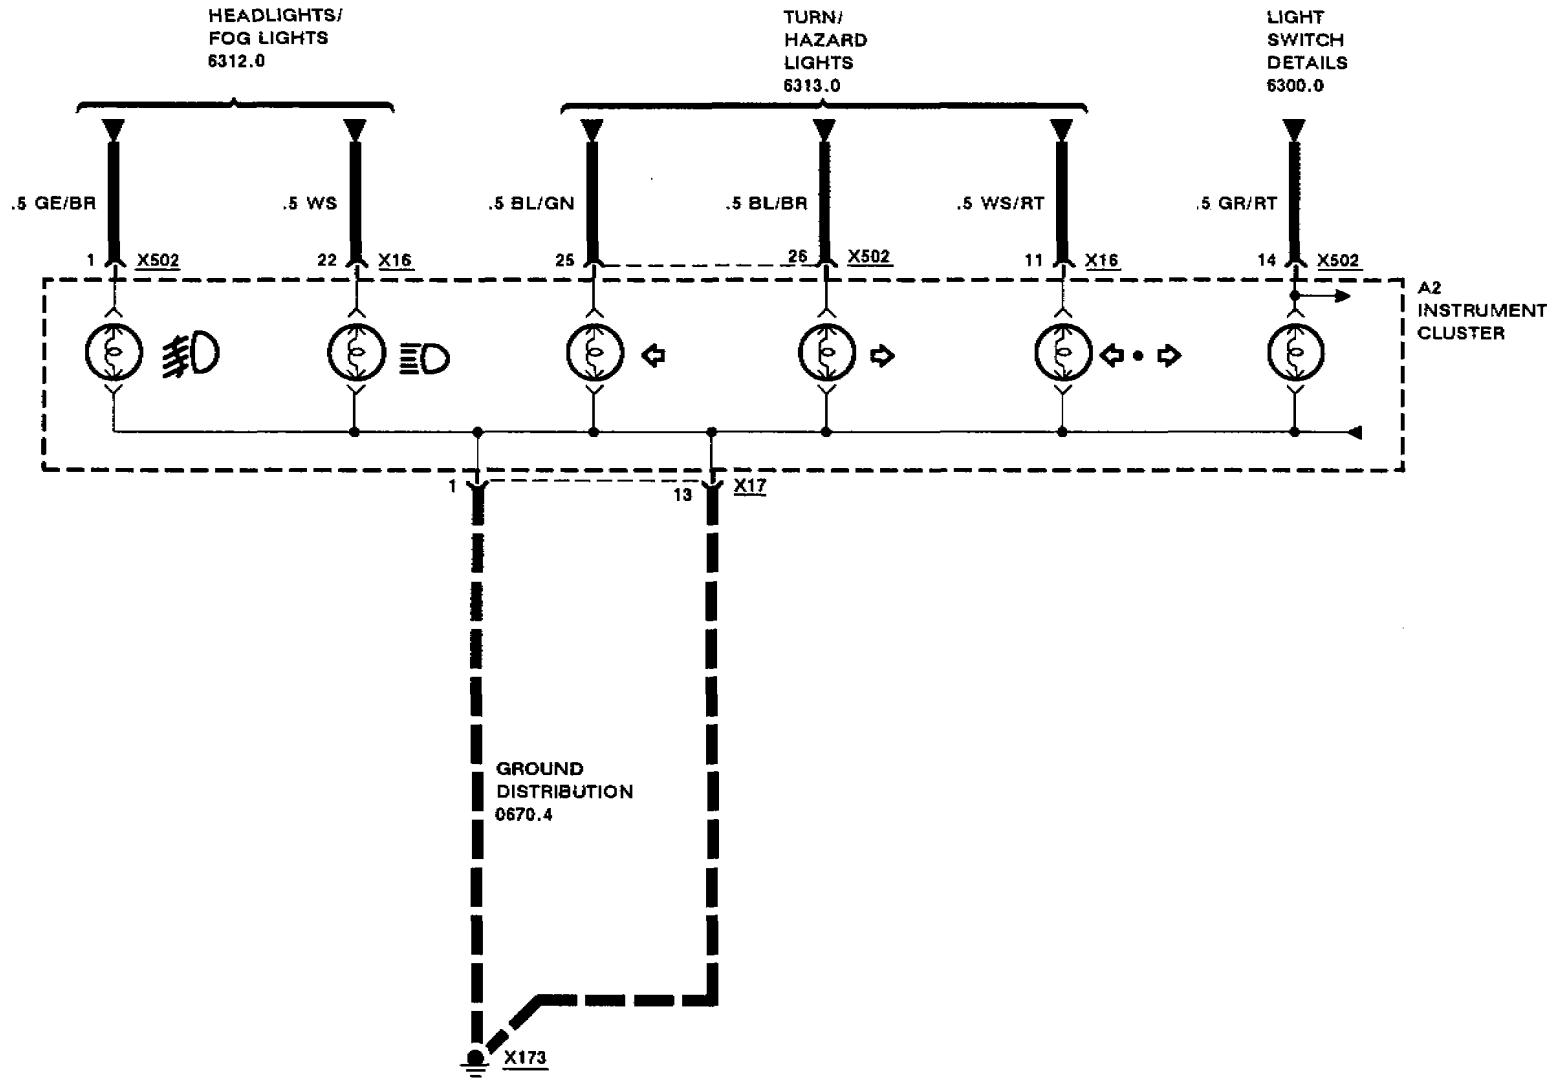 HEADLIGHTS/
FOG LIGHTS
6312.0
TURN/
HAZARD
LIGHTS
6313.0
LIGHT
SWITCH
DETAILS
6300.0
.5 GE/BR
.5 WS
.5 BL/GN
.5 BL/BR
.5 WS/RT
.5 GR/RT
1 X502
22 X16
25
26 X502
11 X16
14 X502
A2
INSTRUMENT
CLUSTER
1
13 X17
GROUND
DISTRIBUTION
0670.4
X173